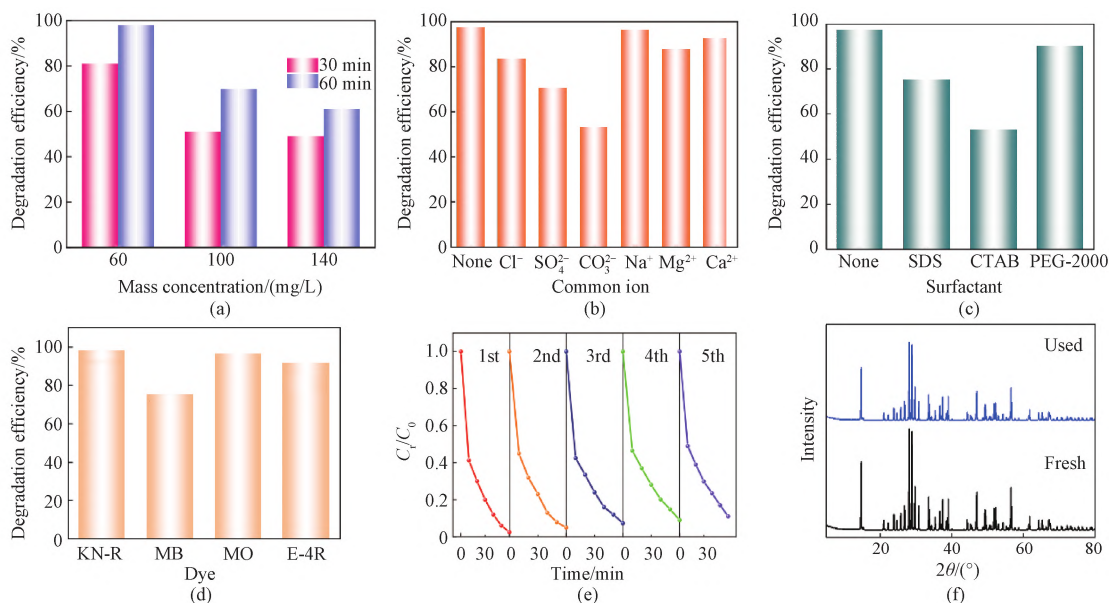 100
80
60
40
20
0
Degradation efficiency/%
30 min
60 min
60 100 140
Mass concentration/(mg/L)
(a)
100
80
60
40
20
0
Degradation efficiency/%
None Cl⁻ SO₄²⁻ CO₃²⁻ Na⁺ Mg²⁺ Ca²⁺
Common ion
(b)
100
80
60
40
20
0
Degradation efficiency/%
None SDS CTAB PEG-2000
Surfactant
(c)
100
80
60
40
20
0
Degradation efficiency/%
KN-R MB MO E-4R
Dye
(d)
1.0
0.8
0.6
0.4
0.2
0
Cᵣ/C₀
1st 2nd 3rd 4th 5th
0 30 0 30 0 30 0 30 0 30
Time/min
(e)
Intensity
Used
Fresh
20 40 60 80
2θ/(°)
(f)